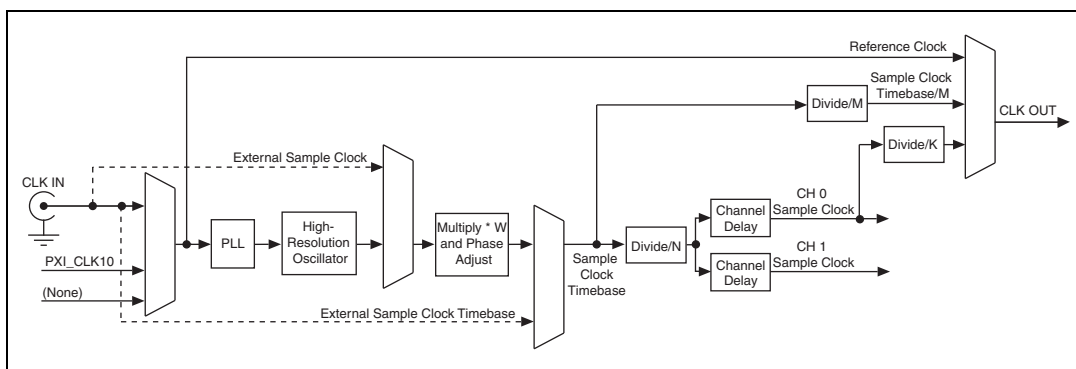 Reference Clock
Sample Clock
Timebase/M
Divide/M
CLK OUT
Divide/K
External Sample Clock
CLK IN
CH 0
Sample Clock
Channel
Delay
PLL
High-
Resolution
Oscillator
Multiply * W
and Phase
Adjust
Divide/N
Sample
Clock
Timebase
CH 1
Sample Clock
Channel
Delay
PXI_CLK10
(None)
External Sample Clock Timebase